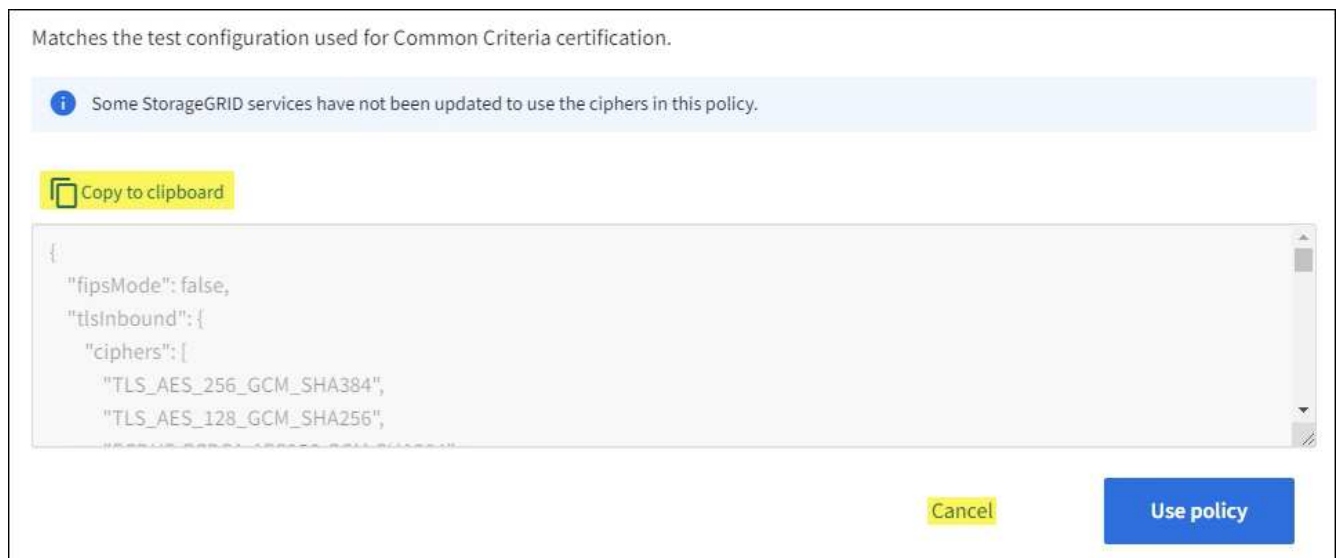 Matches the test configuration used for Common Criteria certification.
Some StorageGRID services have not been updated to use the ciphers in this policy.
Copy to clipboard
{
"fipsMode": false,
"tlsInbound": {
"ciphers": [
"TLS_AES_256_GCM_SHA384",
"TLS_AES_128_GCM_SHA256",
Cancel
Use policy